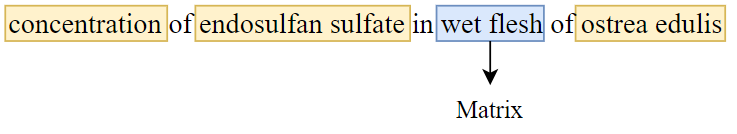 concentration of endosulfan sulfate in wet flesh of ostrea edulis
Matrix